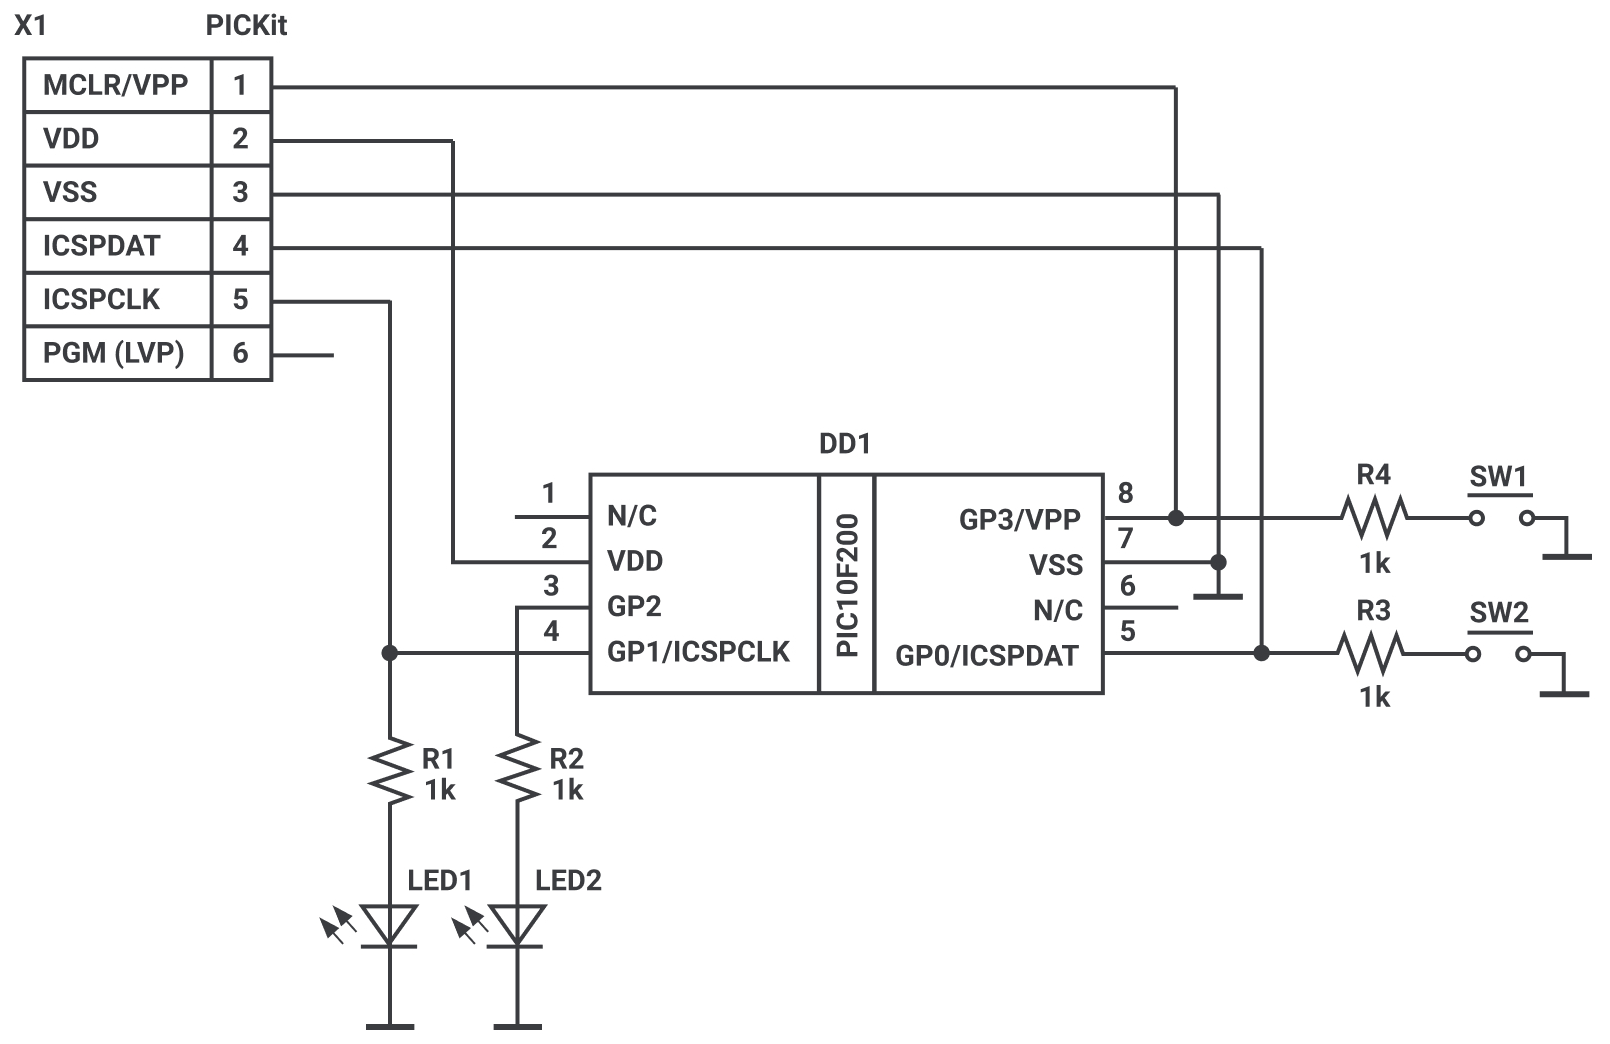 X1 PICKit
MCLR/VPP 1
VDD 2
VSS 3
ICSPDAT 4
ICSPCLK 5
PGM (LVP) 6
DD1
1 N/C
2 VDD
3 GP2
4 GP1/ICSPCLK
PIC10F200
GP3/VPP 8
VSS 7
N/C 6
GP0/ICSPDAT 5
R4
1k
SW1
R3
1k
SW2
R1
1k
R2
1k
LED1
LED2